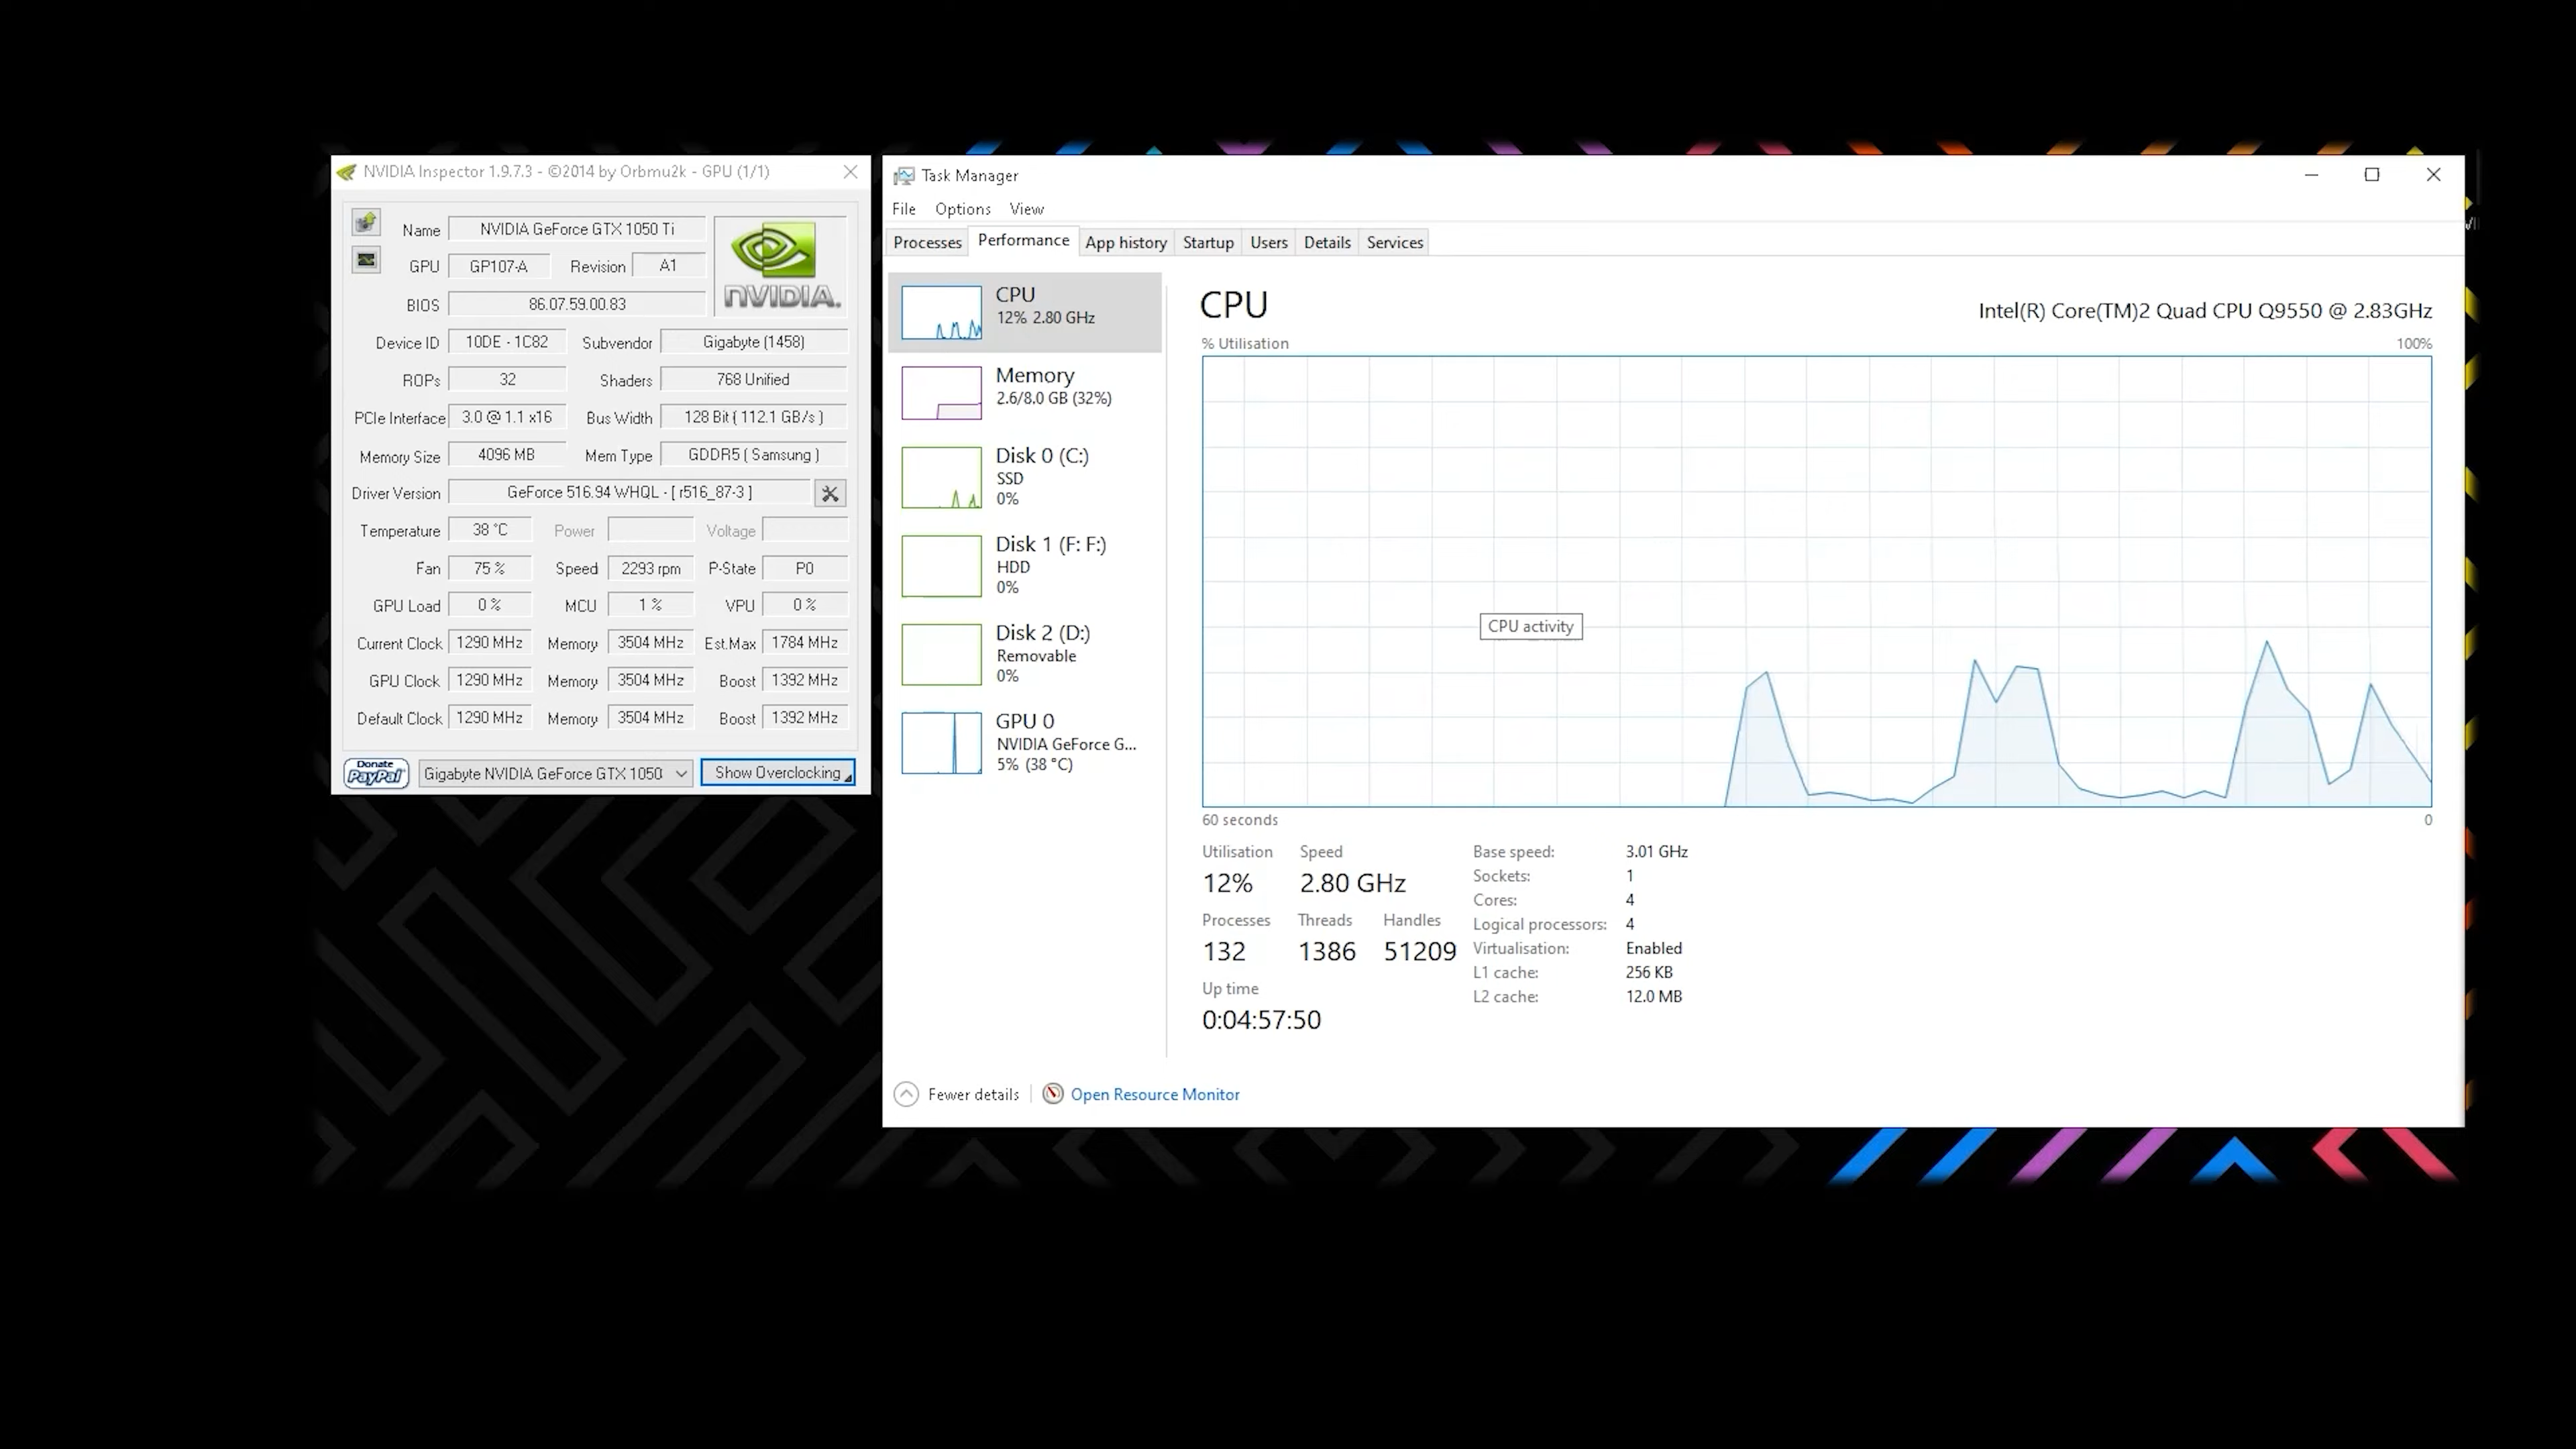 NVIDIA Inspector 1.9.7.3 - ©2014 by Orbmu2k - GPU (1/1)
Name NVIDIA GeForce GTX 1050 Ti
NVIDIA.
GPU GP107-A Revision A1
BIOS 86.07.59.00.83
Device ID 10DE - 1C82 Subvendor Gigabyte (1458)
ROPs 32 Shaders 768 Unified
PCIe Interface 3.0 @ 1.1 x16 Bus Width 128 Bit ( 112.1 GB/s )
Memory Size 4096 MB Mem Type GDDR5 ( Samsung )
Driver Version GeForce 516.94 WHQL - [ r516_87-3 ]
Temperature 38 °C Power Voltage
Fan 75 % Speed 2293 rpm P-State P0
GPU Load 0 % MCU 1 % VPU 0 %
Current Clock 1290 MHz Memory 3504 MHz Est.Max 1784 MHz
GPU Clock 1290 MHz Memory 3504 MHz Boost 1392 MHz
Default Clock 1290 MHz Memory 3504 MHz Boost 1392 MHz
Donate
PayPal
Gigabyte NVIDIA GeForce GTX 1050
Show Overclocking
Task Manager
File Options View
Processes Performance App history Startup Users Details Services
CPU
12% 2.80 GHz
Memory
2.6/8.0 GB (32%)
Disk 0 (C:)
SSD
0%
Disk 1 (F: F:)
HDD
0%
Disk 2 (D:)
Removable
0%
GPU 0
NVIDIA GeForce G...
5% (38 °C)
CPU Intel(R) Core(TM)2 Quad CPU Q9550 @ 2.83GHz
% Utilisation 100%
CPU activity
60 seconds 0
Utilisation Speed
12% 2.80 GHz
Processes Threads Handles
132 1386 51209
Up time
0:04:57:50
Base speed: 3.01 GHz
Sockets: 1
Cores: 4
Logical processors: 4
Virtualisation: Enabled
L1 cache: 256 KB
L2 cache: 12.0 MB
Fewer details Open Resource Monitor